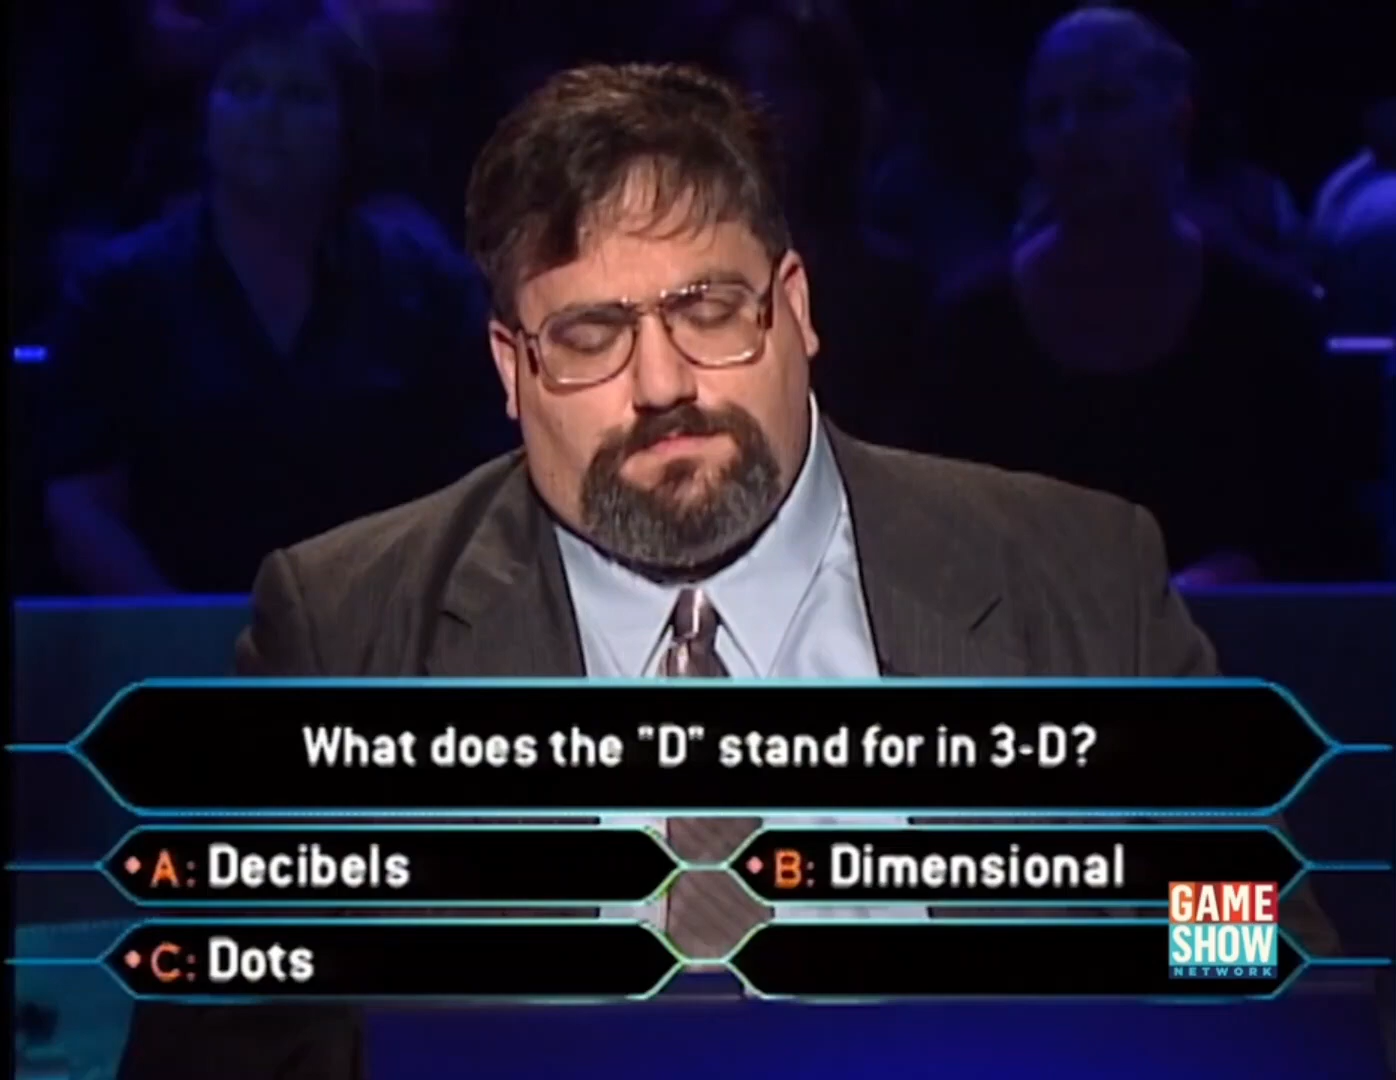 What does the "D" stand for in 3-D?
A: Decibels
B: Dimensional
C: Dots
GAME
SHOW
NETWORK